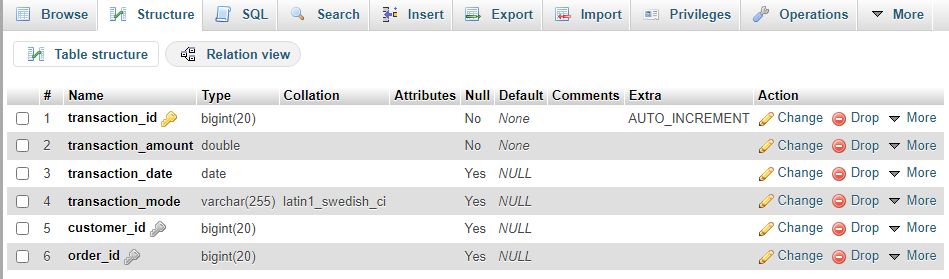 Browse Structure SQL Search Insert Export Import Privileges Operations More
Table structure Relation view
# Name Type Collation Attributes Null Default Comments Extra Action
1 transaction_id bigint(20) No None AUTO_INCREMENT Change Drop More
2 transaction_amount double No None Change Drop More
3 transaction_date date Yes NULL Change Drop More
4 transaction_mode varchar(255) latin1_swedish_ci Yes NULL Change Drop More
5 customer_id bigint(20) Yes NULL Change Drop More
6 order_id bigint(20) Yes NULL Change Drop More